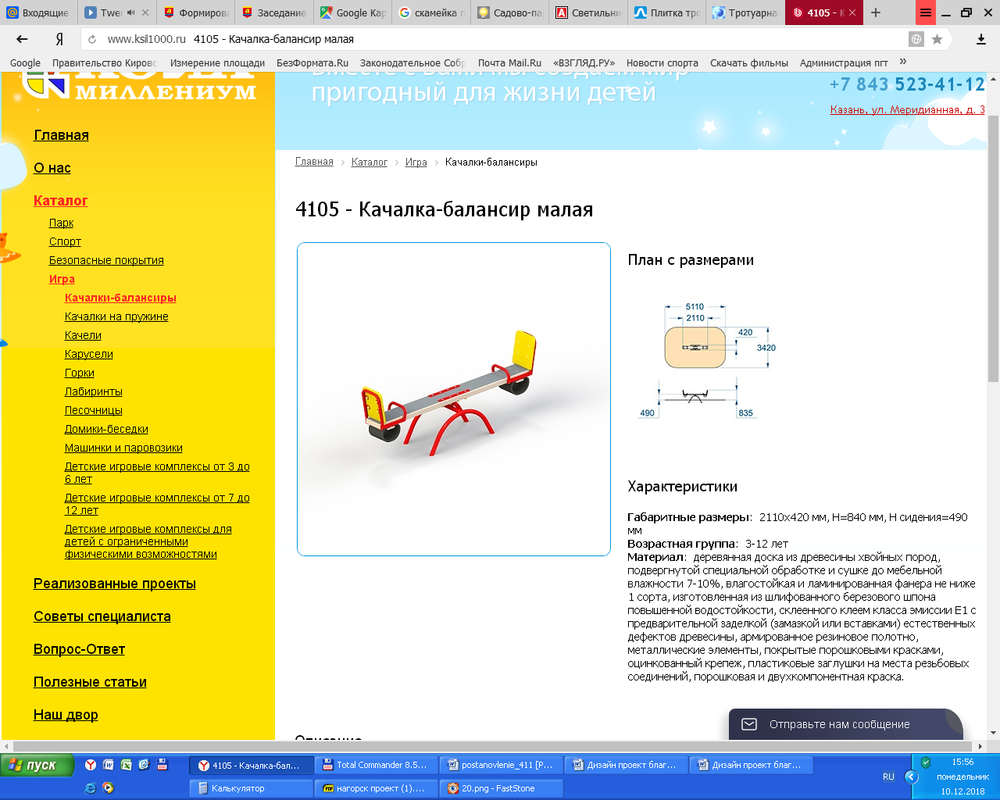 Входящие
Twer
Формирова
Заседание
Google Кар
скамейка п
Садово-па
Светильни
Плитка тро
Тротуарна
4105 - К
www.ksil1000.ru 4105 - Качалка-балансир малая
Google
Правительство Кировс
Измерение площади
БезФормата.Ru
Законодательное Собр
Почта Mail.Ru
«ВЗГЛЯД.РУ»
Новости спорта
Скачать фильмы
Администрация пгт
»
МИЛЛЕНИУМ
Вместе с вами мы создаем мир
пригодный для жизни детей
+7 843 523-41-12
Казань, ул. Меридианная, д. 3
Главная
О нас
Каталог
Парк
Спорт
Безопасные покрытия
Игра
Качалки-балансиры
Качалки на пружине
Качели
Карусели
Горки
Лабиринты
Песочницы
Домики-беседки
Машинки и паровозики
Детские игровые комплексы от 3 до
6 лет
Детские игровые комплексы от 7 до
12 лет
Детские игровые комплексы для
детей с ограниченными
физическими возможностями
Реализованные проекты
Советы специалиста
Вопрос-Ответ
Полезные статьи
Наш двор
Главная › Каталог › Игра › Качалки-балансиры
4105 - Качалка-балансир малая
План с размерами
5110
2110
420
3420
490
835
Характеристики
Габаритные размеры: 2110х420 мм, Н=840 мм, Н сидения=490
мм
Возрастная группа: 3-12 лет
Материал: деревянная доска из древесины хвойных пород,
подвергнутой специальной обработке и сушке до мебельной
влажности 7-10%, влагостойкая и ламинированная фанера не ниже
1 сорта, изготовленная из шлифованного березового шпона
повышенной водостойкости, склеенного клеем класса эмиссии Е1 с
предварительной заделкой (замазкой или вставками) естественных
дефектов древесины, армированное резиновое полотно,
металлические элементы, покрытые порошковыми красками,
оцинкованный крепеж, пластиковые заглушки на места резьбовых
соединений, порошковая и двухкомпонентная краска.
Описание
Отправьте нам сообщение
пуск
4105 - Качалка-бал...
Total Commander 8.5...
postanovlenie_411 [Р...
Дизайн проект благ...
Дизайн проект благ...
Калькулятор
нагорск проект (1)....
20.png - FastStone
RU
15:56
понедельник
10.12.2018